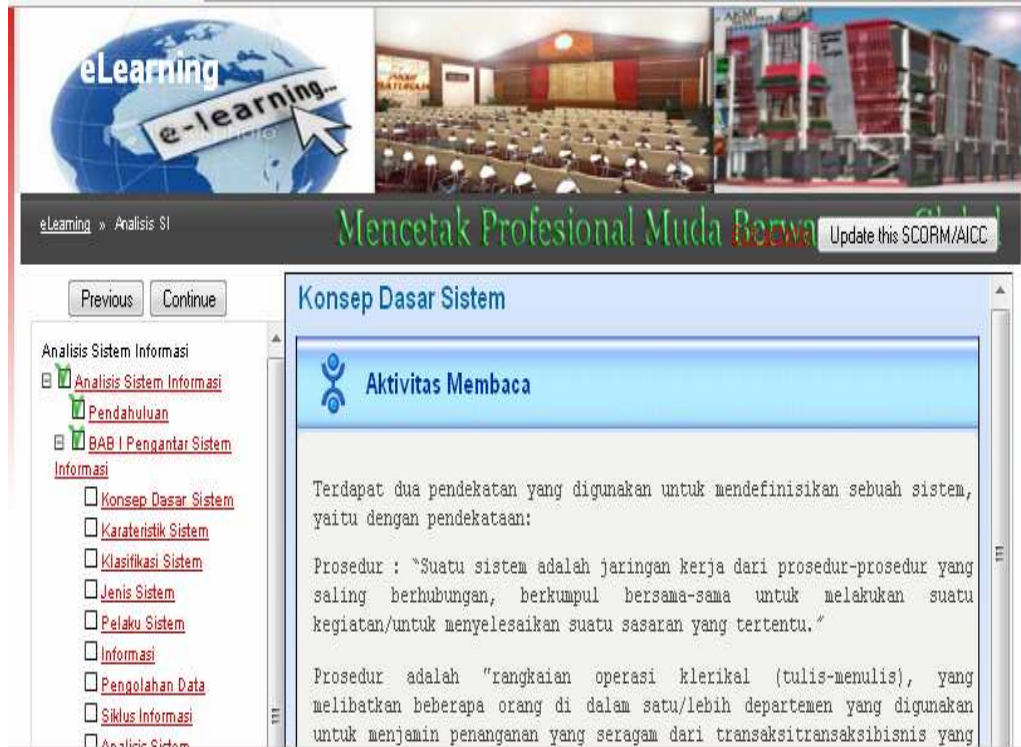 eLearning
e-learning...
eLearning » Analisis SI
Mencetak Profesional Muda
Update this SCORM/AICC
Previous Continue
Analisis Sistem Informasi
Analisis Sistem Informasi
Pendahuluan
BAB I Pengantar Sistem
Informasi
Konsep Dasar Sistem
Karateristik Sistem
Klasifikasi Sistem
Jenis Sistem
Pelaku Sistem
Informasi
Pengolahan Data
Siklus Informasi
Analisis Sistem
Konsep Dasar Sistem
Aktivitas Membaca
Terdapat dua pendekatan yang digunakan untuk mendefinisikan sebuah sistem,
yaitu dengan pendekataan:
Prosedur : “Suatu sistem adalah jaringan kerja dari prosedur-prosedur yang
saling berhubungan, berkumpul bersama-sama untuk melakukan suatu
kegiatan/untuk menyelesaikan suatu sasaran yang tertentu.”
Prosedur adalah ”rangkaian operasi klerikal (tulis-menulis), yang
melibatkan beberapa orang di dalam satu/lebih departemen yang digunakan
untuk menjamin penanganan yang seragam dari transaksitransaksibisnis yang